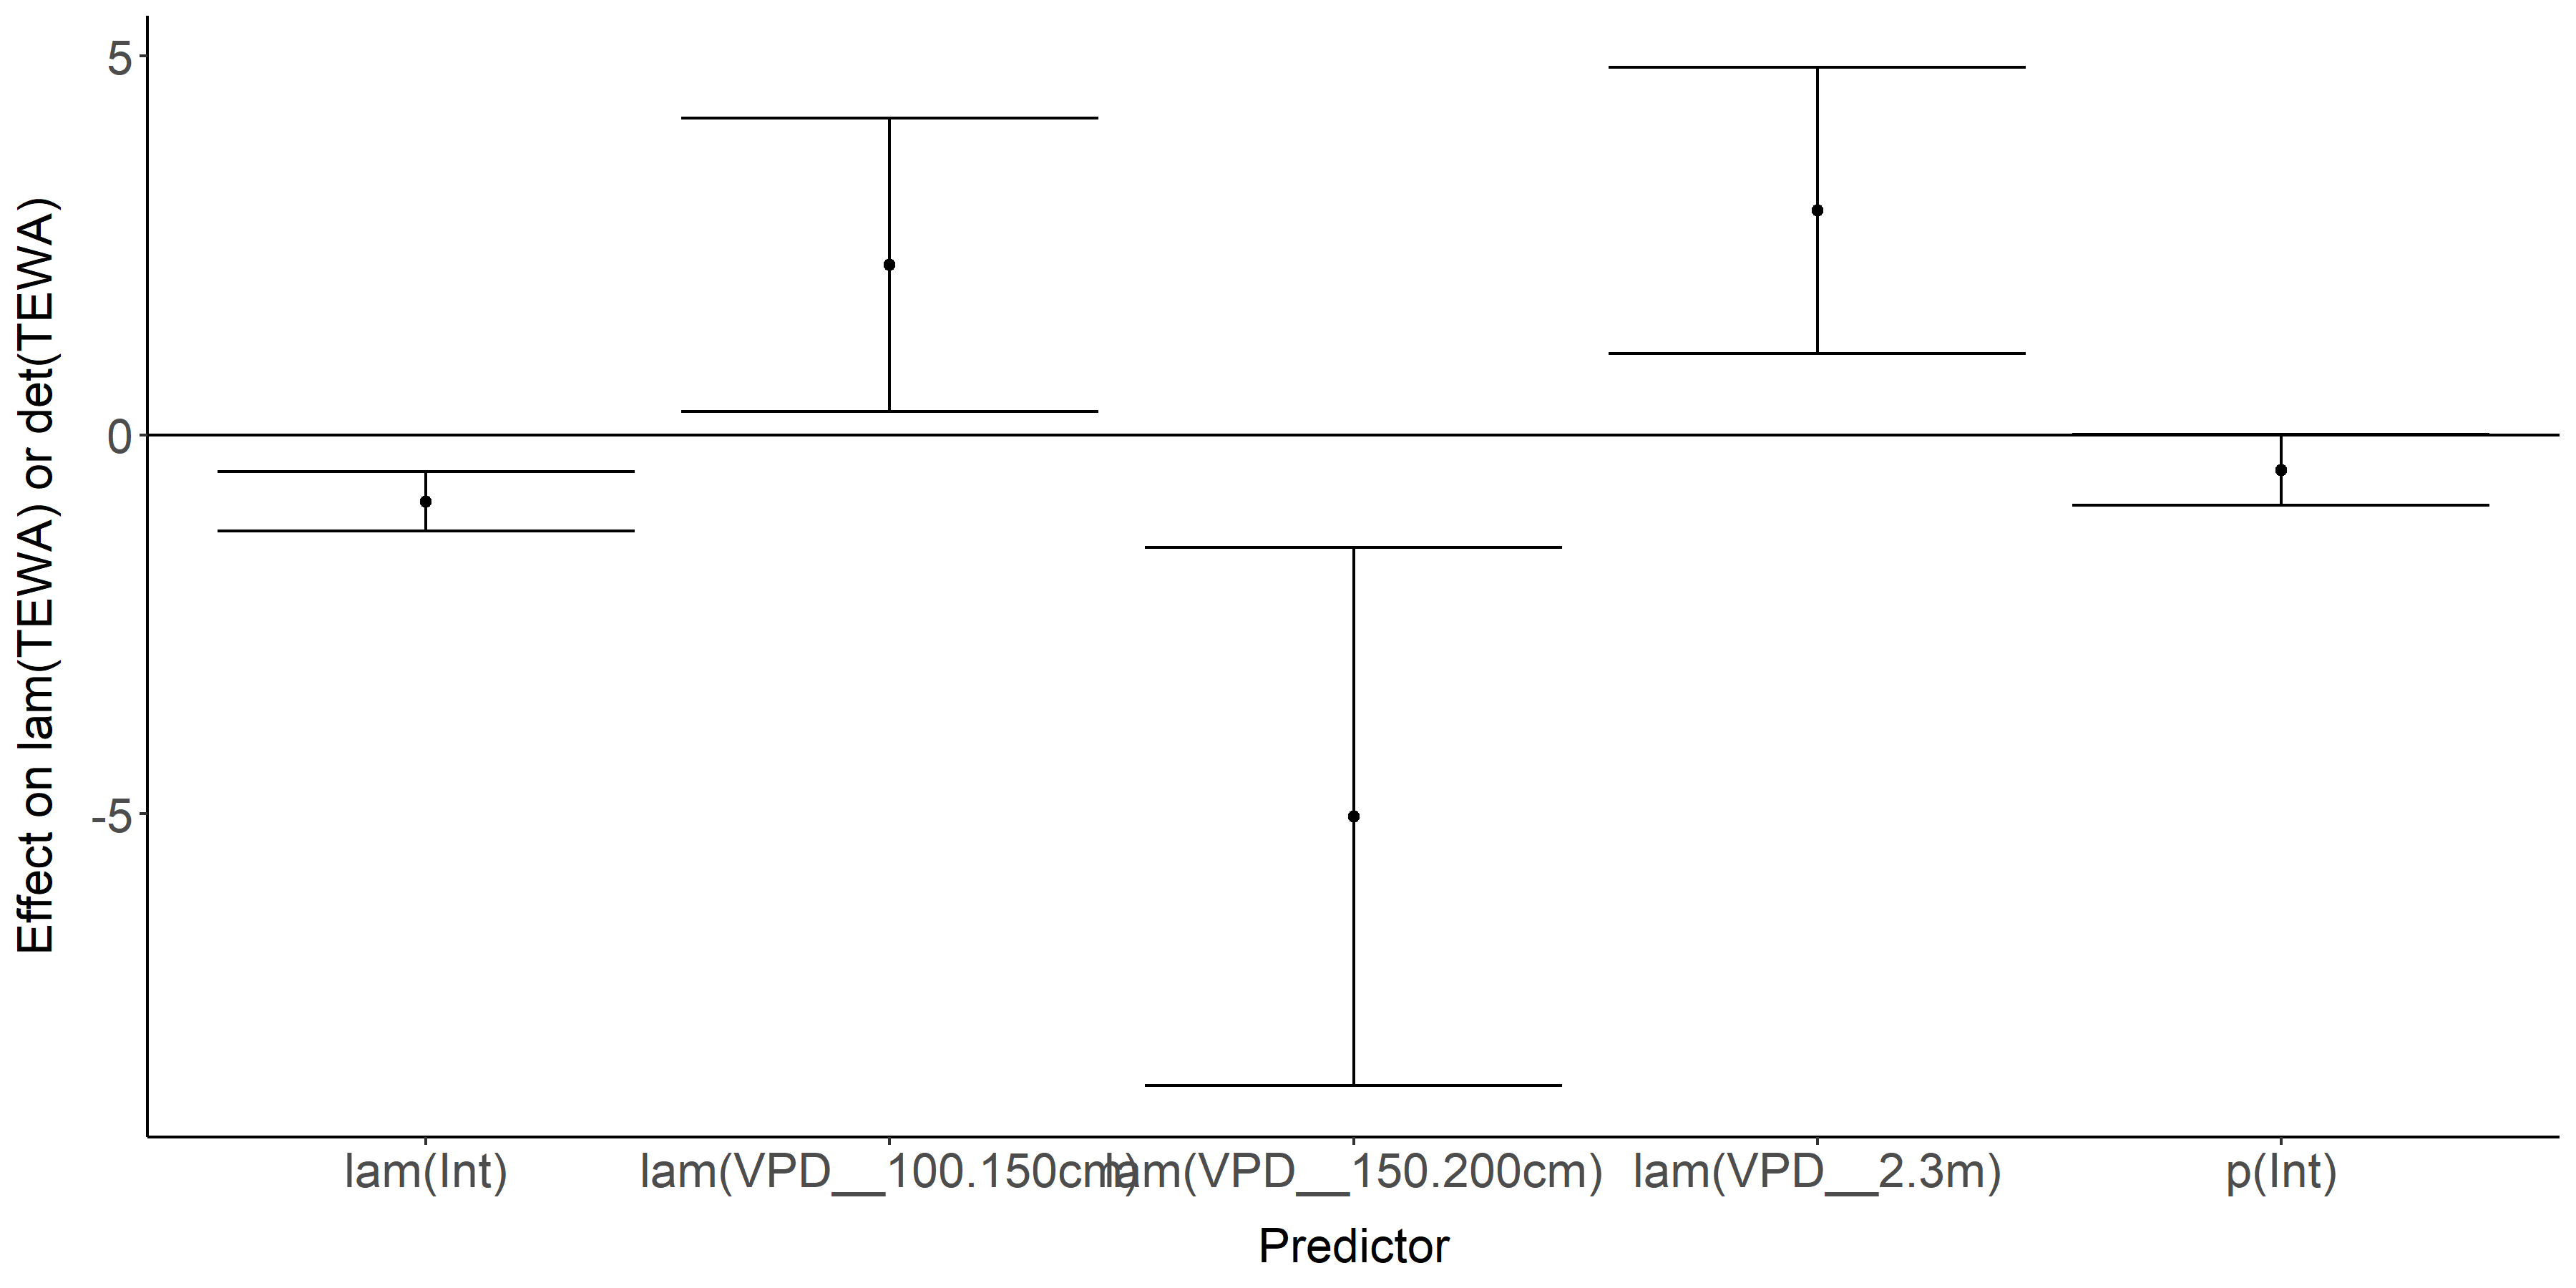 Effect on lam(TEWA) or det(TEWA)
5
0
-5
lam(Int)
lam(VPD__100.150cm)
lam(VPD__150.200cm)
lam(VPD__2.3m)
p(Int)
Predictor